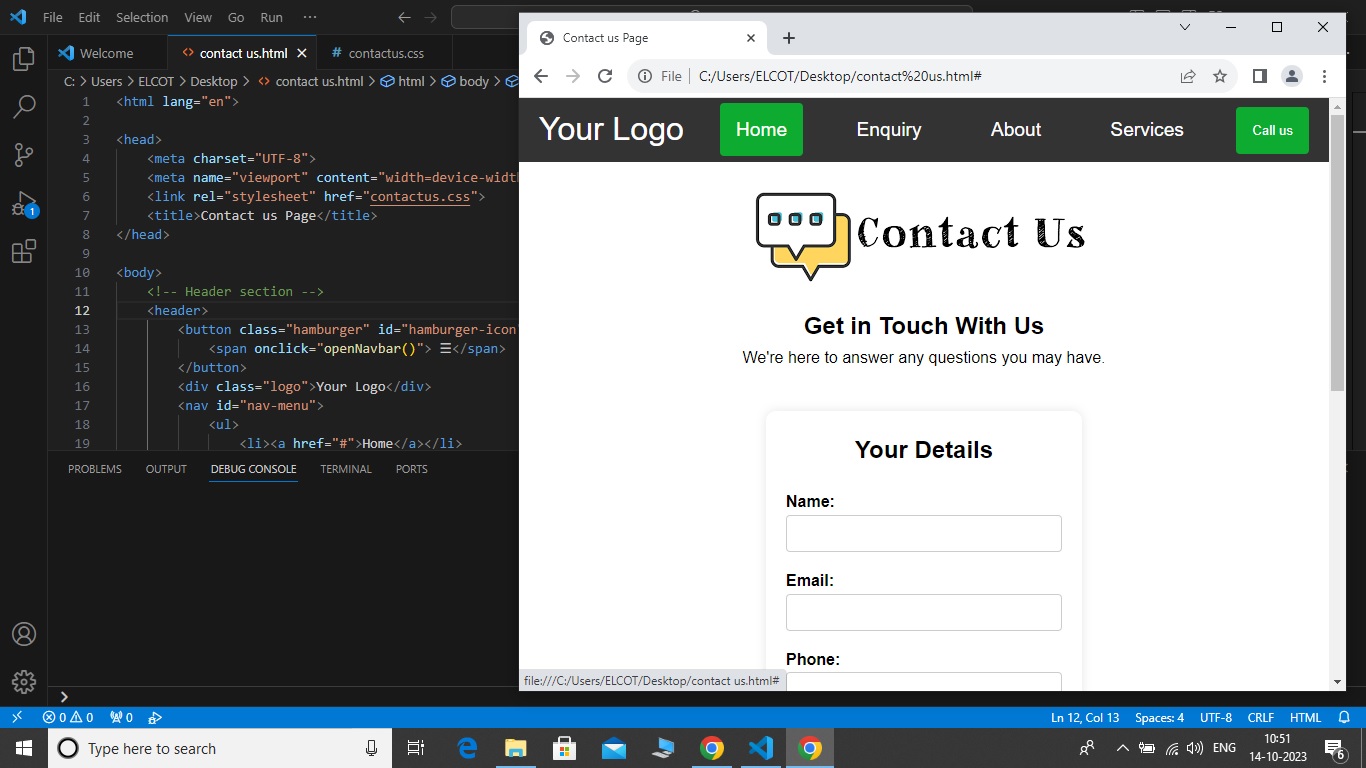 File Edit Selection View Go Run ···
Welcome
<> contact us.html
# contactus.css
C: > Users > ELCOT > Desktop > <> contact us.html > html > body >
1 <html lang="en">
2
3 <head>
4 <meta charset="UTF-8">
5 <meta name="viewport" content="width=device-widt
6 <link rel="stylesheet" href="contactus.css">
7 <title>Contact us Page</title>
8 </head>
9
10 <body>
11 <!-- Header section -->
12 <header>
13 <button class="hamburger" id="hamburger-icon
14 <span onclick="openNavbar()"> ☰</span>
15 </button>
16 <div class="logo">Your Logo</div>
17 <nav id="nav-menu">
18 <ul>
19 <li><a href="#">Home</a></li>
PROBLEMS OUTPUT DEBUG CONSOLE TERMINAL PORTS
Contact us Page
File | C:/Users/ELCOT/Desktop/contact%20us.html#
Your Logo Home Enquiry About Services Call us
Contact Us
Get in Touch With Us
We're here to answer any questions you may have.
Your Details
Name:
Email:
Phone:
file:///C:/Users/ELCOT/Desktop/contact us.html#
1
0 0 0
Ln 12, Col 13 Spaces: 4 UTF-8 CRLF HTML
Type here to search
ENG
10:51
14-10-2023
6